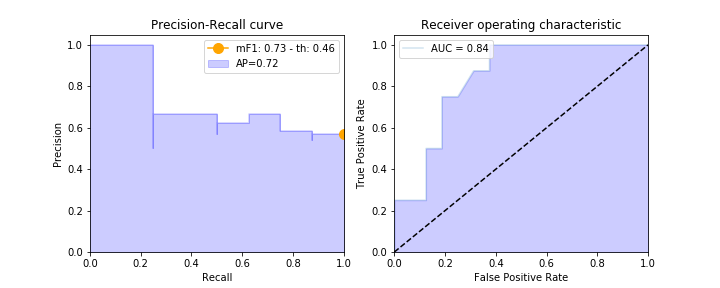 Precision-Recall curve
mF1: 0.73 - th: 0.46
AP=0.72
Precision
1.0
0.8
0.6
0.4
0.2
0.0
0.0 0.2 0.4 0.6 0.8 1.0
Recall
Receiver operating characteristic
AUC = 0.84
True Positive Rate
1.0
0.8
0.6
0.4
0.2
0.0
0.0 0.2 0.4 0.6 0.8 1.0
False Positive Rate